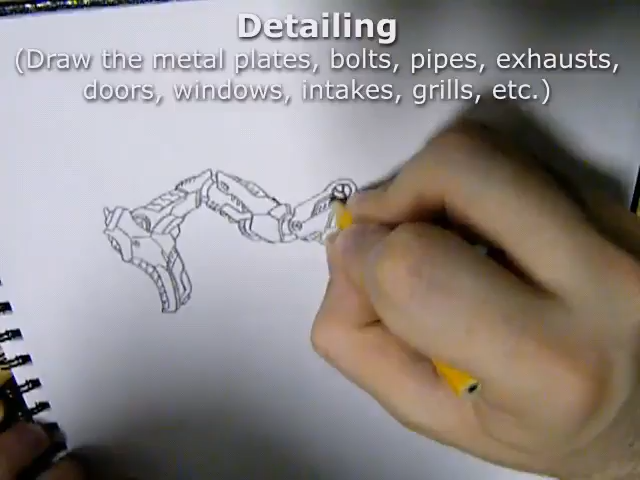 Detailing
(Draw the metal plates, bolts, pipes, exhausts,
doors, windows, intakes, grills, etc.)